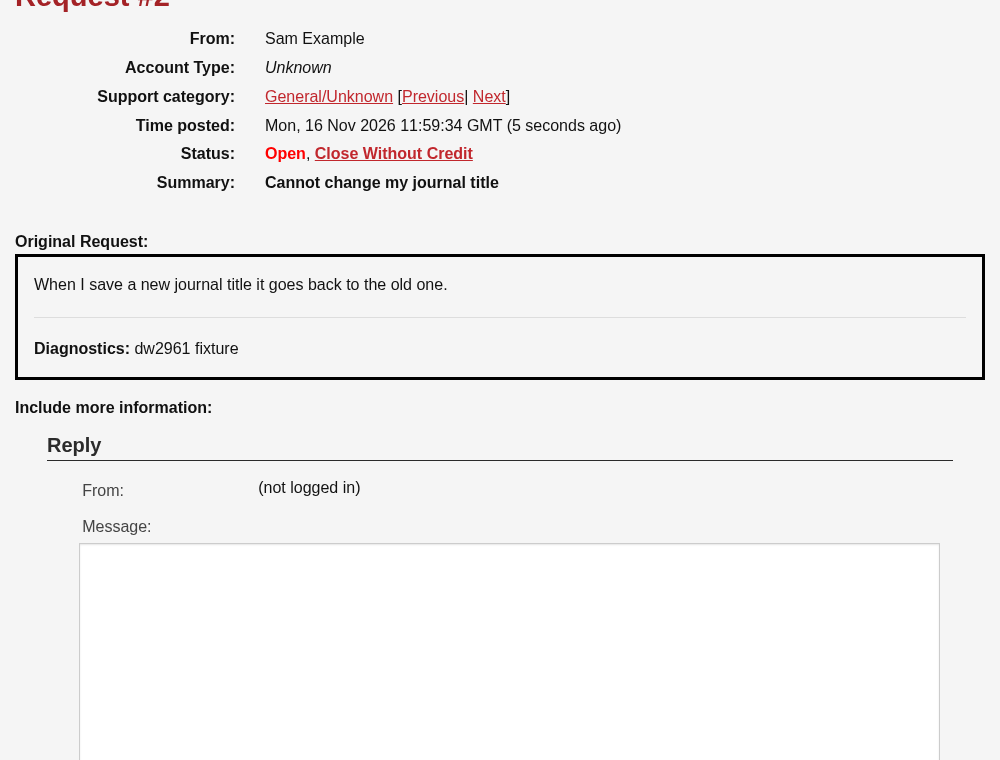 Request #2
From: Sam Example
Account Type: Unknown
Support category: General/Unknown [Previous| Next]
Time posted: Mon, 16 Nov 2026 11:59:34 GMT (5 seconds ago)
Status: Open, Close Without Credit
Summary: Cannot change my journal title
Original Request:
When I save a new journal title it goes back to the old one.
Diagnostics: dw2961 fixture
Include more information:
Reply
From: (not logged in)
Message: